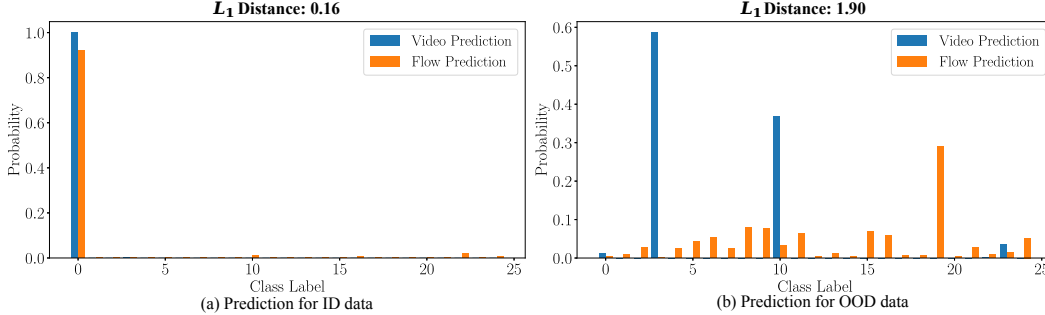 L₁ Distance: 0.16
Video Prediction
Flow Prediction
Probability
1.0
0.8
0.6
0.4
0.2
0.0
0
5
10
15
20
25
Class Label
(a) Prediction for ID data
L₁ Distance: 1.90
Video Prediction
Flow Prediction
Probability
0.6
0.5
0.4
0.3
0.2
0.1
0.0
0
5
10
15
20
25
Class Label
(b) Prediction for OOD data